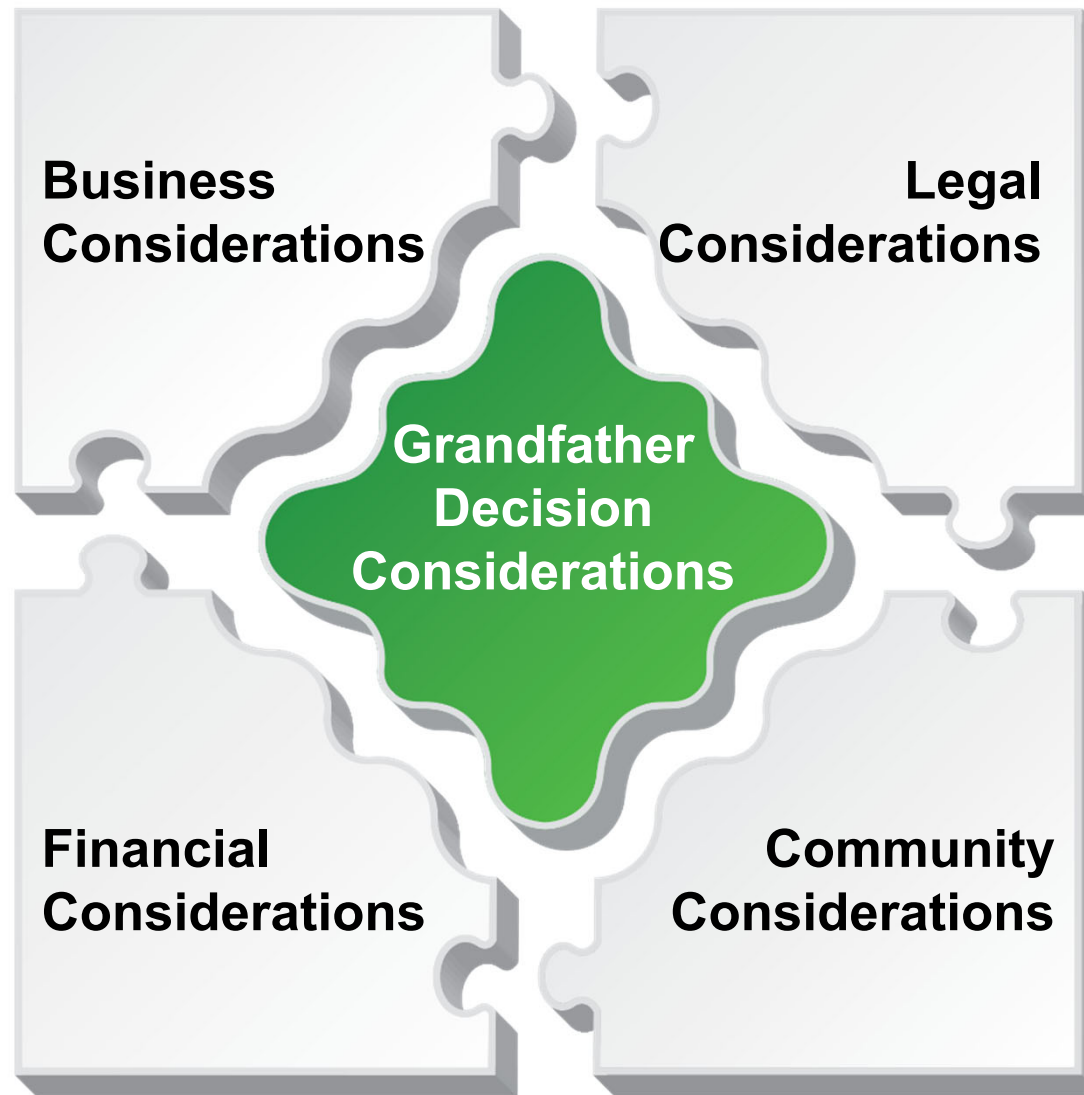 Business
Considerations
Legal
Considerations
Grandfather
Decision
Considerations
Financial
Considerations
Community
Considerations